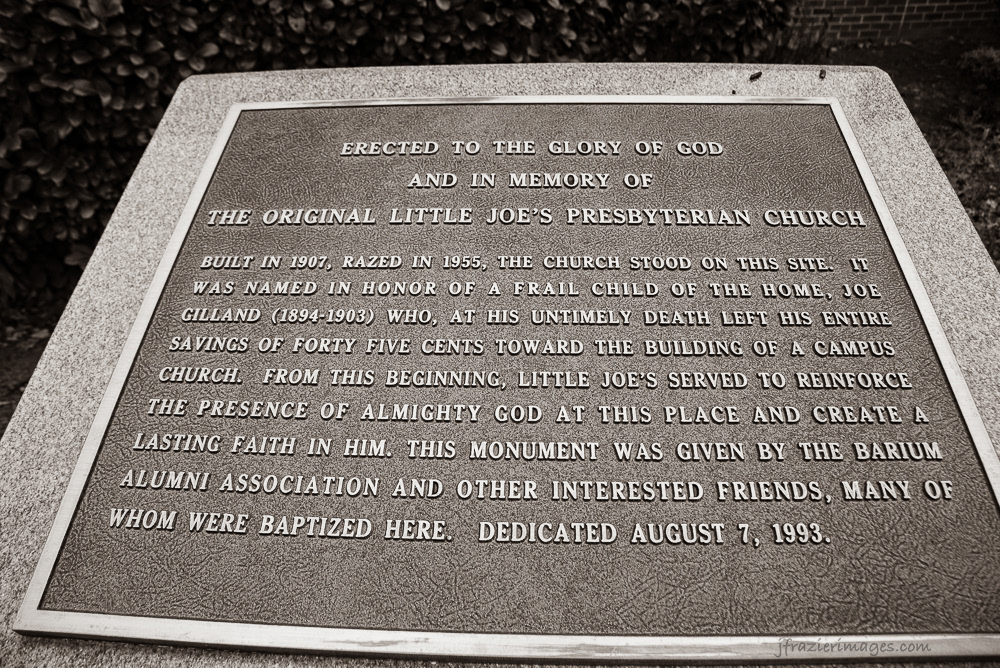 ERECTED TO THE GLORY OF GOD
AND IN MEMORY OF
THE ORIGINAL LITTLE JOE'S PRESBYTERIAN CHURCH
BUILT IN 1907, RAZED IN 1955, THE CHURCH STOOD ON THIS SITE. IT
WAS NAMED IN HONOR OF A FRAIL CHILD OF THE HOME, JOE
GILLAND (1894-1903) WHO, AT HIS UNTIMELY DEATH LEFT HIS ENTIRE
SAVINGS OF FORTY FIVE CENTS TOWARD THE BUILDING OF A CAMPUS
CHURCH. FROM THIS BEGINNING, LITTLE JOE'S SERVED TO REINFORCE
THE PRESENCE OF ALMIGHTY GOD AT THIS PLACE AND CREATE A
LASTING FAITH IN HIM. THIS MONUMENT WAS GIVEN BY THE BARIUM
ALUMNI ASSOCIATION AND OTHER INTERESTED FRIENDS, MANY OF
WHOM WERE BAPTIZED HERE. DEDICATED AUGUST 7, 1993.
jfrazierimages.com